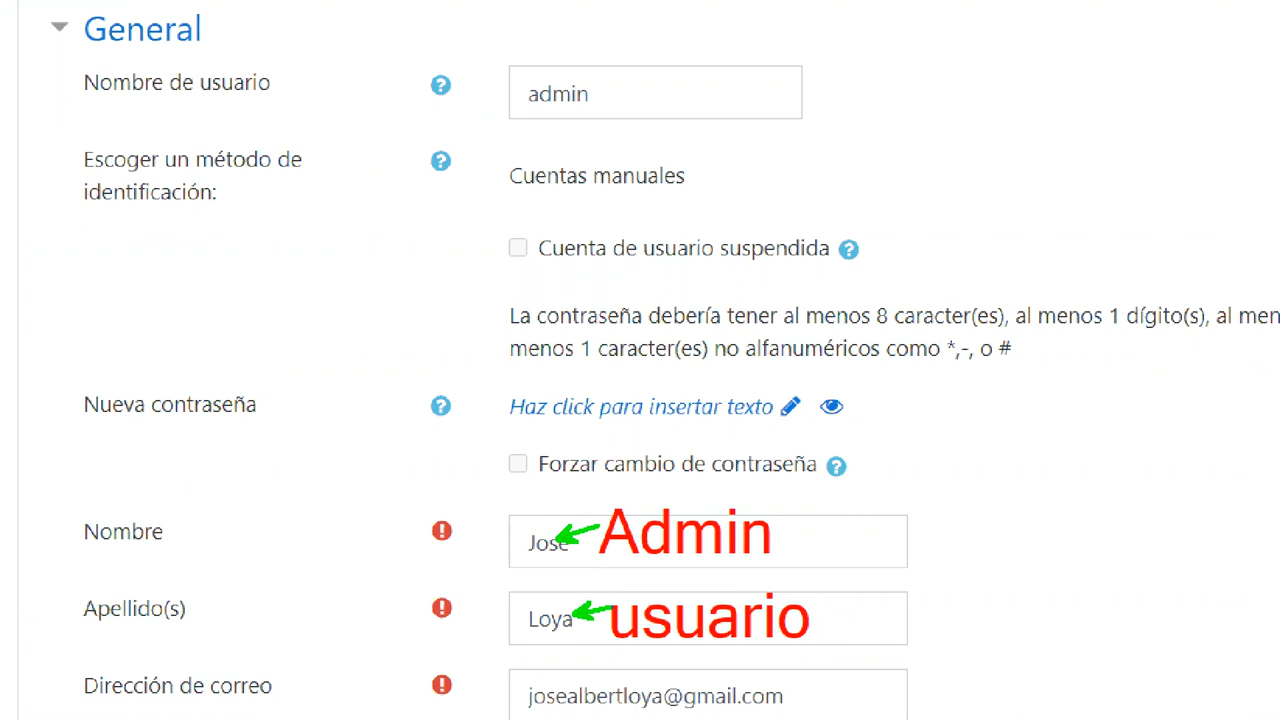 General
Nombre de usuario
admin
Escoger un método de
identificación:
Cuentas manuales
Cuenta de usuario suspendida
La contraseña debería tener al menos 8 caracter(es), al menos 1 dígito(s), al men
menos 1 caracter(es) no alfanuméricos como *,-, o #
Nueva contraseña
Haz click para insertar texto
Forzar cambio de contraseña
Nombre
Jose Admin
Apellido(s)
Loya usuario
Dirección de correo
josealbertloya@gmail.com